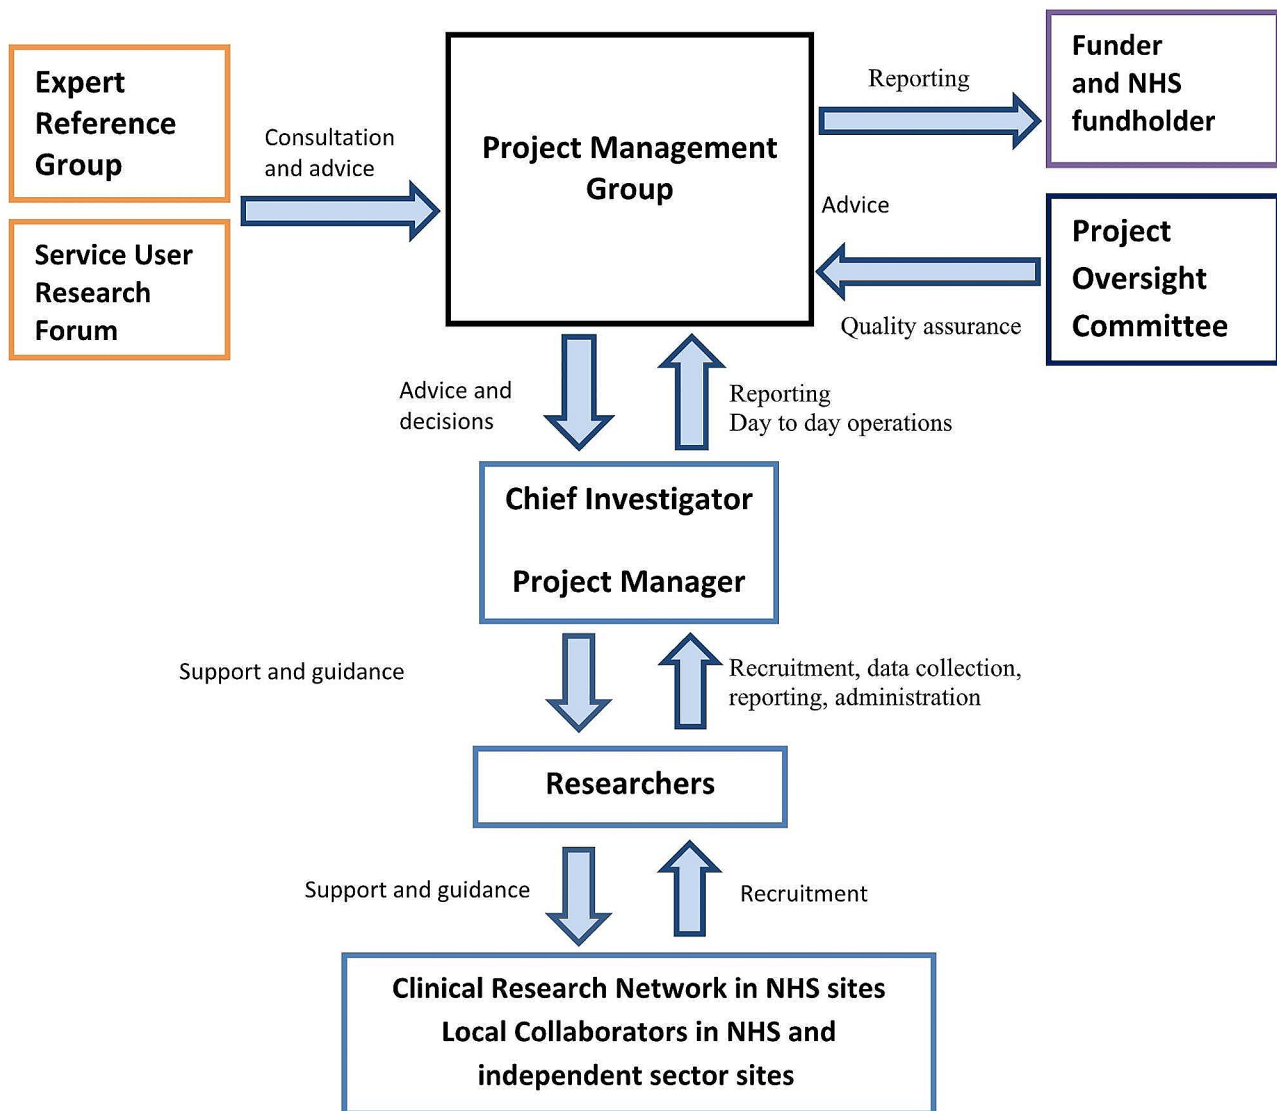 Expert
Reference
Group
Service User
Research
Forum
Consultation
and advice
Project Management
Group
Reporting
Funder
and NHS
fundholder
Advice
Quality assurance
Project
Oversight
Committee
Advice and
decisions
Reporting
Day to day operations
Chief Investigator
Project Manager
Support and guidance
Recruitment, data collection,
reporting, administration
Researchers
Support and guidance
Recruitment
Clinical Research Network in NHS sites
Local Collaborators in NHS and
independent sector sites